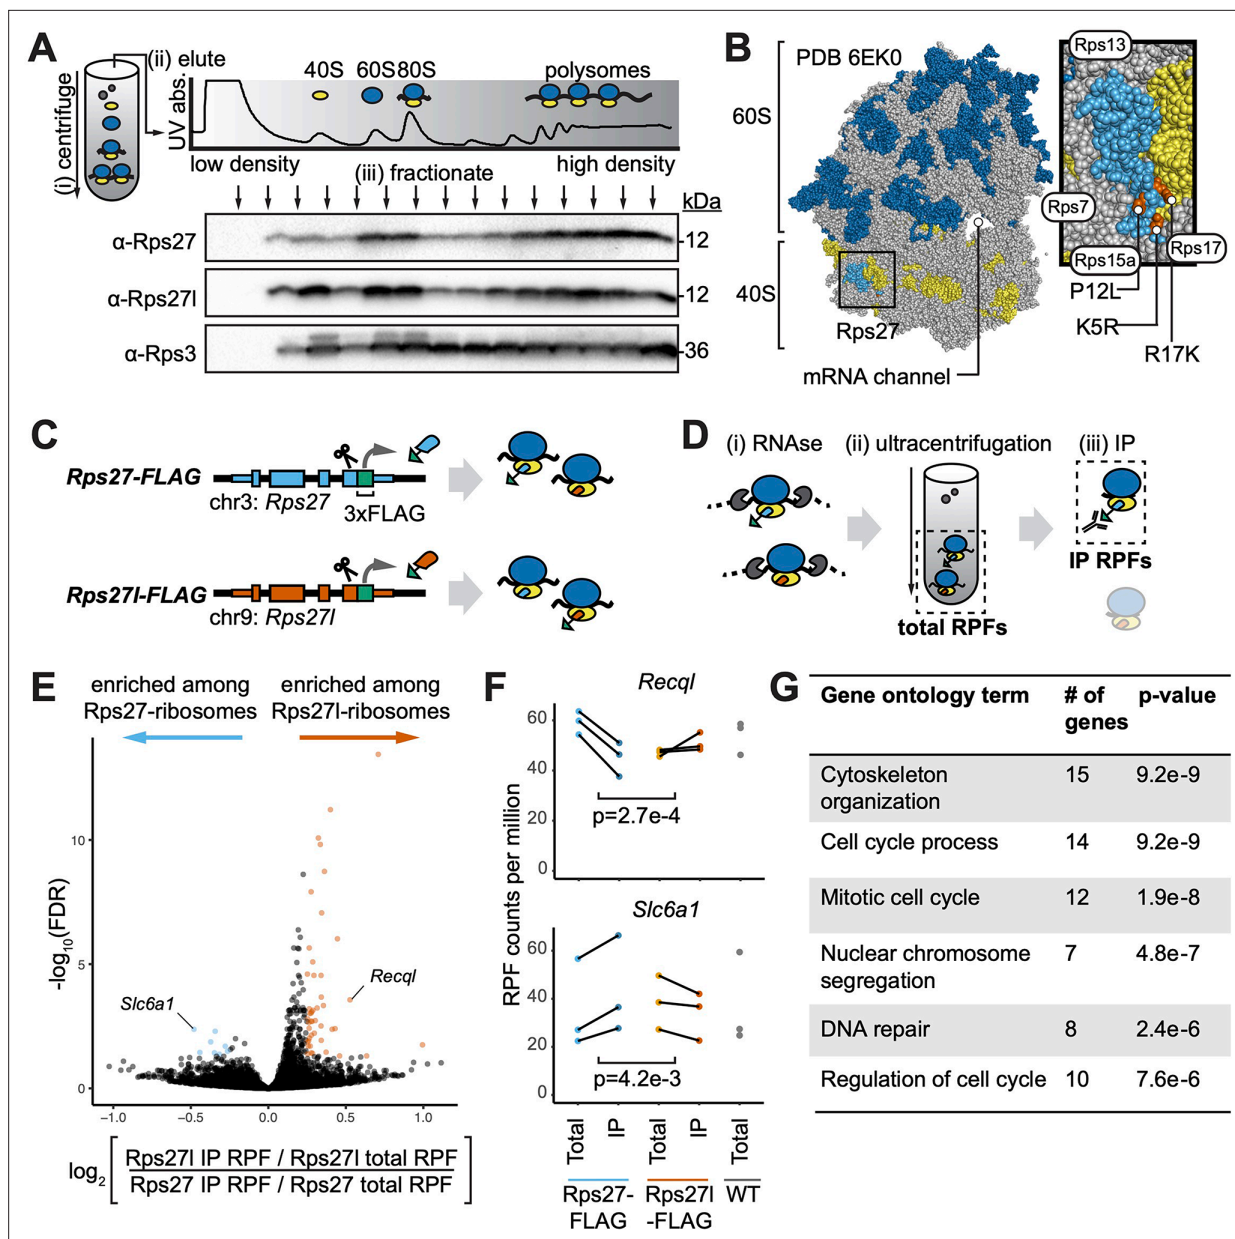 A
(ii) elute
(i) centrifuge
UV abs.
40S
60S
80S
polysomes
low density
high density
(iii) fractionate
kDa
α-Rps27
-12
α-Rps27l
-12
α-Rps3
-36
B
PDB 6EK0
60S
40S
Rps27
mRNA channel
Rps13
Rps7
Rps15a
Rps17
P12L
K5R
R17K
C
Rps27-FLAG
chr3: Rps27
3xFLAG
Rps27l-FLAG
chr9: Rps27l
D
(i) RNAse
(ii) ultracentrifugation
(iii) IP
total RPFs
IP RPFs
E
enriched among
Rps27-ribosomes
enriched among
Rps27l-ribosomes
-log10(FDR)
10
5
0
Slc6a1
Recql
−1.0
−0.5
0.0
0.5
1.0
log2
Rps27l IP RPF / Rps27l total RPF
Rps27 IP RPF / Rps27 total RPF
F
RPF counts per million
Recql
60
40
20
0
p=2.7e-4
Slc6a1
60
40
20
0
p=4.2e-3
Total
IP
Total
IP
Total
Rps27-
FLAG
Rps27l
-FLAG
WT
G
Gene ontology term # of genes p-value
Cytoskeleton organization 15 9.2e-9
Cell cycle process 14 9.2e-9
Mitotic cell cycle 12 1.9e-8
Nuclear chromosome segregation 7 4.8e-7
DNA repair 8 2.4e-6
Regulation of cell cycle 10 7.6e-6